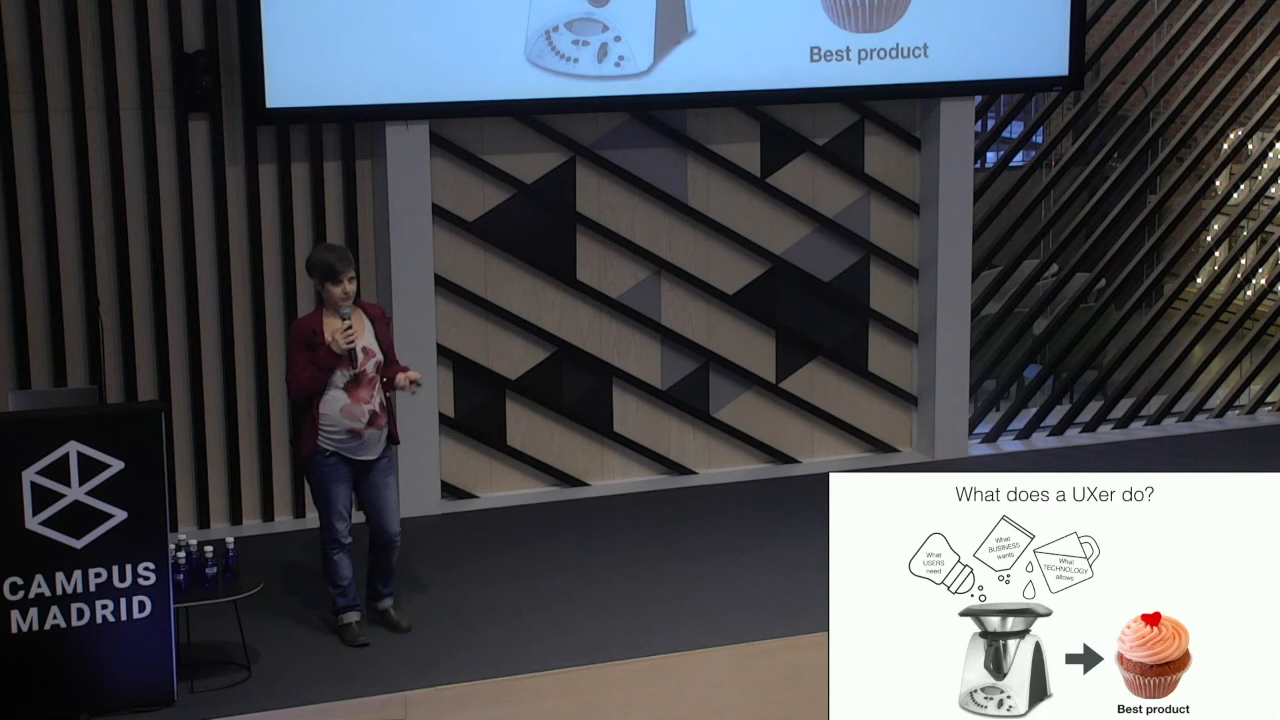 Best product
CAMPUS
MADRID
What does a UXer do?
What
USERS
need
What
BUSINESS
wants
What
TECHNOLOGY
allows
Best product